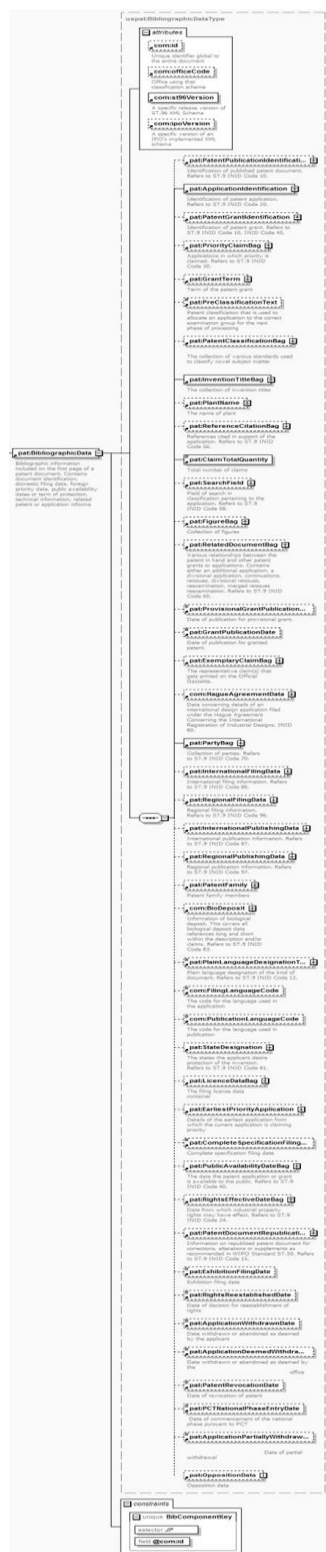 uspat:BibliographicDataType
attributes
com:id
Unique identifier global to
the entire document
com:officeCode
Office using that
classification schema
com:st96Version
A specific release version of
ST.96 XML Schema
com:ipoVersion
A specific version of an
IPO's implemented XML
schema
pat:PatentPublicationIdentificati...
Identification of published patent document.
Refers to ST.9 INID Code 10.
pat:ApplicationIdentification
Identification of patent application.
Refers to ST.9 INID Code 20.
pat:PatentGrantIdentification
Identification of patent grant. Refers to
ST.9 INID Code 10, INID Code 45.
pat:PriorityClaimBag
Applications in which priority is
claimed. Refers to ST.9 INID
Code 30.
pat:GrantTerm
Term of the patent grant
pat:PreClassificationText
Patent classification that is used to
allocate an application to the correct
examination group for the next
phase of processing.
pat:PatentClassificationBag
The collection of various standards used
to classify novel subject matter
pat:InventionTitleBag
The collection of invention titles
pat:PlantName
The name of plant
pat:ReferenceCitationBag
References cited in support of the
application. Refers to ST.9 INID
Code 56.
pat:ClaimTotalQuantity
Total number of claims
pat:BibliographicData
Bibliographic information
included on the first page of a
patent document. Contains
document identification,
domestic filing data, foreign
priority data, public availability
dates or term of protection,
technical information, related
patent or application informa
pat:SearchField
Field of search in
classification pertaining to the
application. Refers to ST.9
INID Code 58.
pat:FigureBag
Collection of figures
pat:RelatedDocumentBag
Various relationships between the
patent in hand and other patent
grants or applications. Contains
either an additional application, a
divisional application, continuations,
reissues, divisional reissues,
reexamination, merged reissues
reexamination. Refers to ST.9 INID
Code 60.
pat:ProvisionalGrantPublication...
Date of publication for provisional grant.
pat:GrantPublicationDate
Date of publication for granted
patent.
pat:ExemplaryClaimBag
The representative claim(s) that
gets printed on the Official
Gazzette.
com:HagueAgreementData
Data concerning details of an
international design application filed
under the Hague Agreement
Concerning the International
Registration of Industrial Designs. INID
80.
pat:PartyBag
Collection of parties. Refers
to ST.9 INID Code 70.
pat:InternationalFilingData
International filing information. Refers
to ST.9 INID Code 86.
pat:RegionalFilingData
Regional filing information.
Refers to ST.9 INID Code 96.
pat:InternationalPublishingData
International publication information. Refers
to ST.9 INID Code 87.
pat:RegionalPublishingData
Regional publication information. Refers
to ST.9 INID Code 97.
pat:PatentFamily
Patent family members
com:BioDeposit
Information of biological
deposit. This covers all
biological deposit data
references long and short
within the description and/or
claims. Refers to ST.9 INID
Code 83.
pat:PlainLanguageDesignationT...
Plain language designation of the kind of
document. Refers to ST.9 INID Code 12.
com:FilingLanguageCode
The code for the language used in
the application
com:PublicationLanguageCode
The code for the language used in
publication
pat:StateDesignation
The states the applicant desire
protection of the invention.
Refers to ST.9 INID Code 81.
pat:LicenceDataBag
The filing license data
container
pat:EarliestPriorityApplication
Details of the earliest application from
which the current application is claiming
priority
pat:CompleteSpecificationFiling...
Complete specification filing date
pat:PublicAvailabilityDateBag
The date the patent application or grant
is available to the public. Refers to ST.9
INID Code 40.
pat:RightsEffectiveDateBag
Date from which industrial property
rights may have effect. Refers to ST.9
INID Code 24.
pat:PatentDocumentRepublicati...
Information on republished patent document for
corrections, alterations or supplements as
recommended in WIPO Standard ST.50. Refers
to ST.9 INID Code 15.
pat:ExhibitionFilingDate
Exhibition filing date
pat:RightsReestablishedDate
Date of decision for reestablishment of
rights
pat:ApplicationWithdrawnDate
Date withdrawn or abandoned as deemed
by the applicant
pat:ApplicationDeemedWithdra...
Date withdrawn or abandoned as deemed by
the
office
pat:PatentRevocationDate
Date of revocation of patent
pat:PCTNationalPhaseEntryDate
Date of commencement of the national
phase pursuant to PCT
pat:ApplicationPartiallyWithdraw...
Date of partial
withdrawal
pat:OppositionData
Opposition data
constraints
unique BibComponentKey
selector .//*
field @com:id